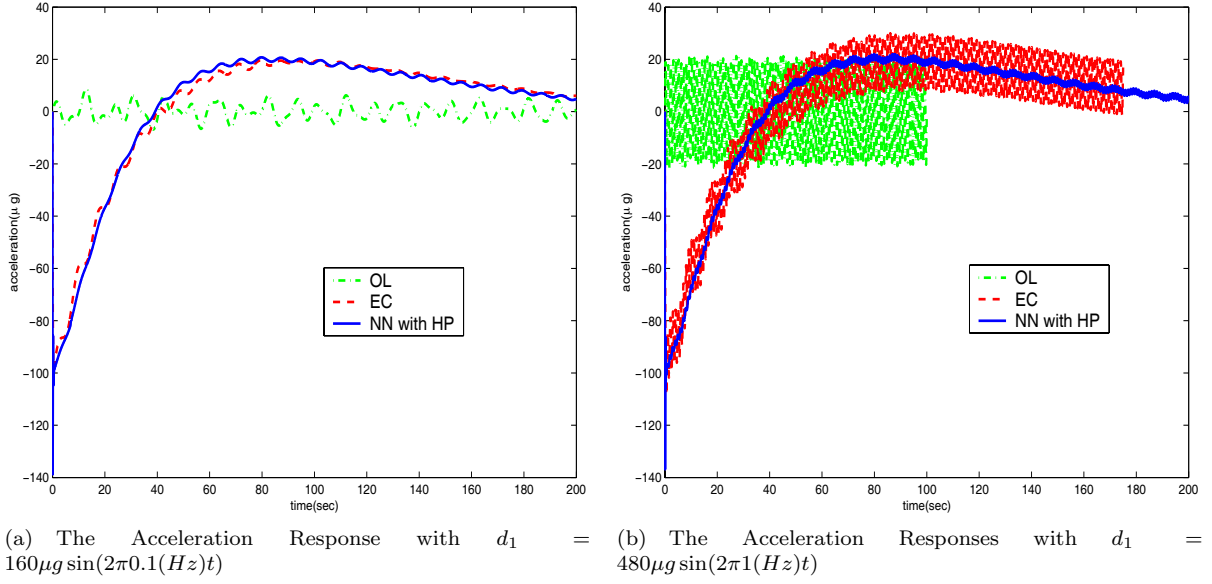 40
20
0
−20
−40
−60
−80
−100
−120
−140
acceleration(μ g)
OL
EC
NN with HP
0 20 40 60 80 100 120 140 160 180 200
time(sec)
(a) The Acceleration Response with d₁ =
160μg sin(2π0.1(Hz)t)
40
20
0
−20
−40
−60
−80
−100
−120
−140
acceleration(μ g)
OL
EC
NN with HP
0 20 40 60 80 100 120 140 160 180 200
time(sec)
(b) The Acceleration Responses with d₁ =
480μg sin(2π1(Hz)t)